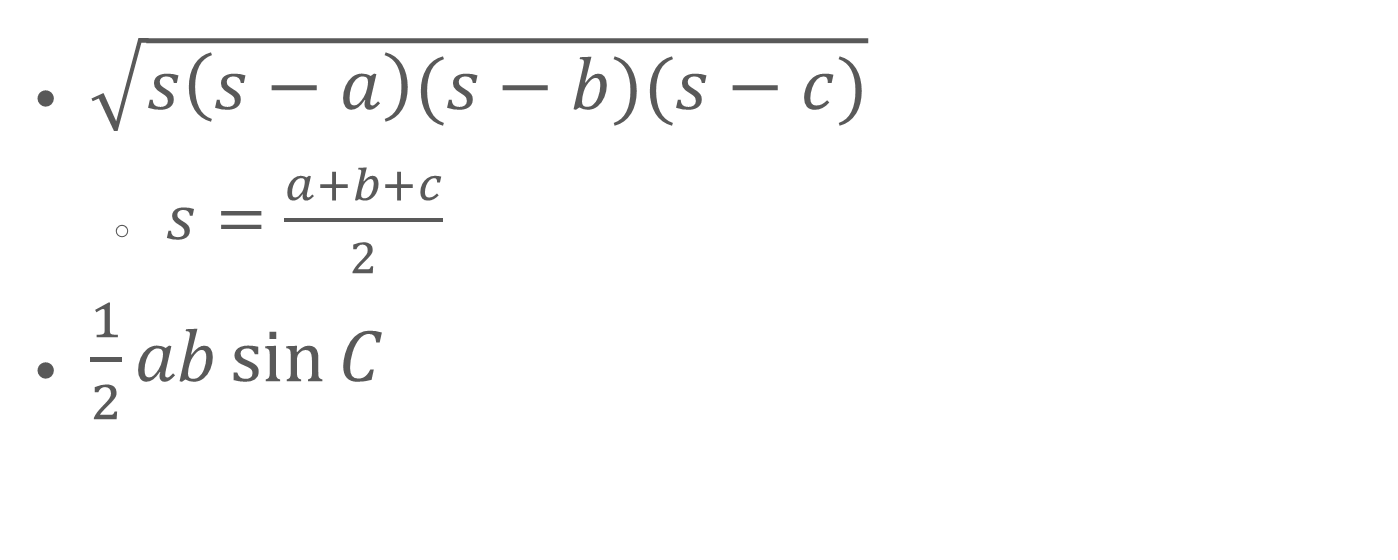 • √s(s − a)(s − b)(s − c)
○ s = a+b+c/2
• 1/2 ab sin C